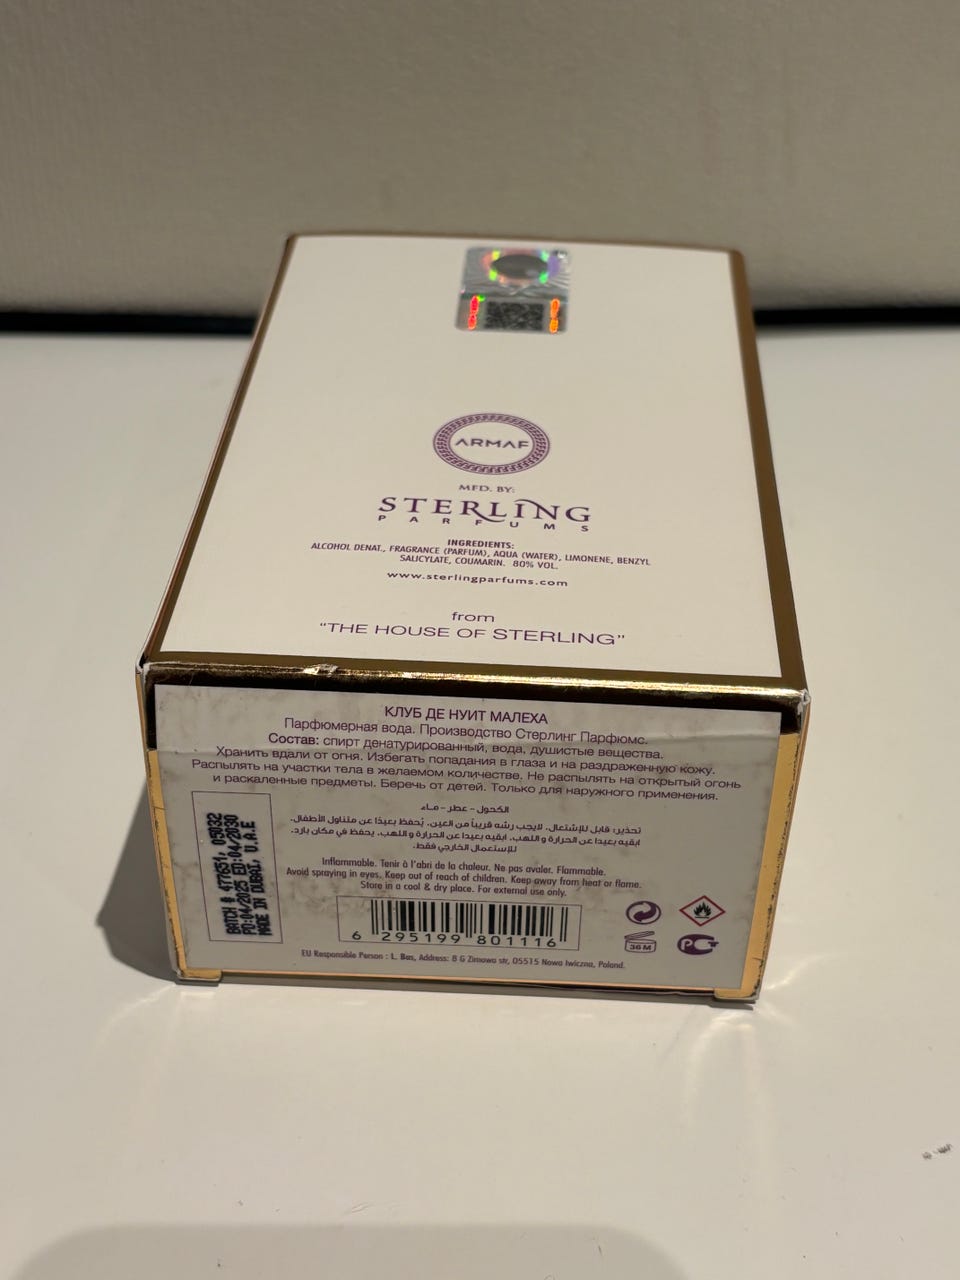 ARMAF
MFD. BY:
STERLING
PARFUMS
INGREDIENTS:
ALCOHOL DENAT., FRAGRANCE (PARFUM), AQUA (WATER), LIMONENE, BENZYL
SALICYLATE, COUMARIN. 80% VOL.
www.sterlingparfums.com
from
"THE HOUSE OF STERLING"
КЛУБ ДЕ НУИТ МАЛЕХА
Парфюмерная вода. Производство Стерлинг Парфюмс.
Состав: спирт денатурированный, вода, душистые вещества.
Хранить вдали от огня. Избегать попадания в глаза и на раздраженную кожу.
Распылять на участки тела в желаемом количестве. Не распылять на открытый огонь
и раскаленные предметы. Беречь от детей. Только для наружного применения.
الكحول - عطر - ماء
تحذير: قابل للإشتعال. لايجب رشه قريباً من العين. يُحفظ بعيدًا عن متناول الأطفال.
ابقيه بعيدا عن الحرارة و اللهب. ابقيه بعيدا عن الحرارة و اللهب. يحفظ في مكان بارد.
للإستعمال الخارجي فقط.
Inflammable. Tenir à l'abri de la chaleur. Ne pas avaler. Flammable.
Avoid spraying in eyes. Keep out of reach of children. Keep away from heat or flame.
Store in a cool & dry place. For external use only.
BATCH # 477651, 05032
PD:04/2025 ED:04/2030
MADE IN DUBAI, U.A.E
6 295199 801116
36 M
EU Responsible Person : L. Bas, Address: 8 G Zimowa str, 05515 Nowa Iwiczna, Poland.